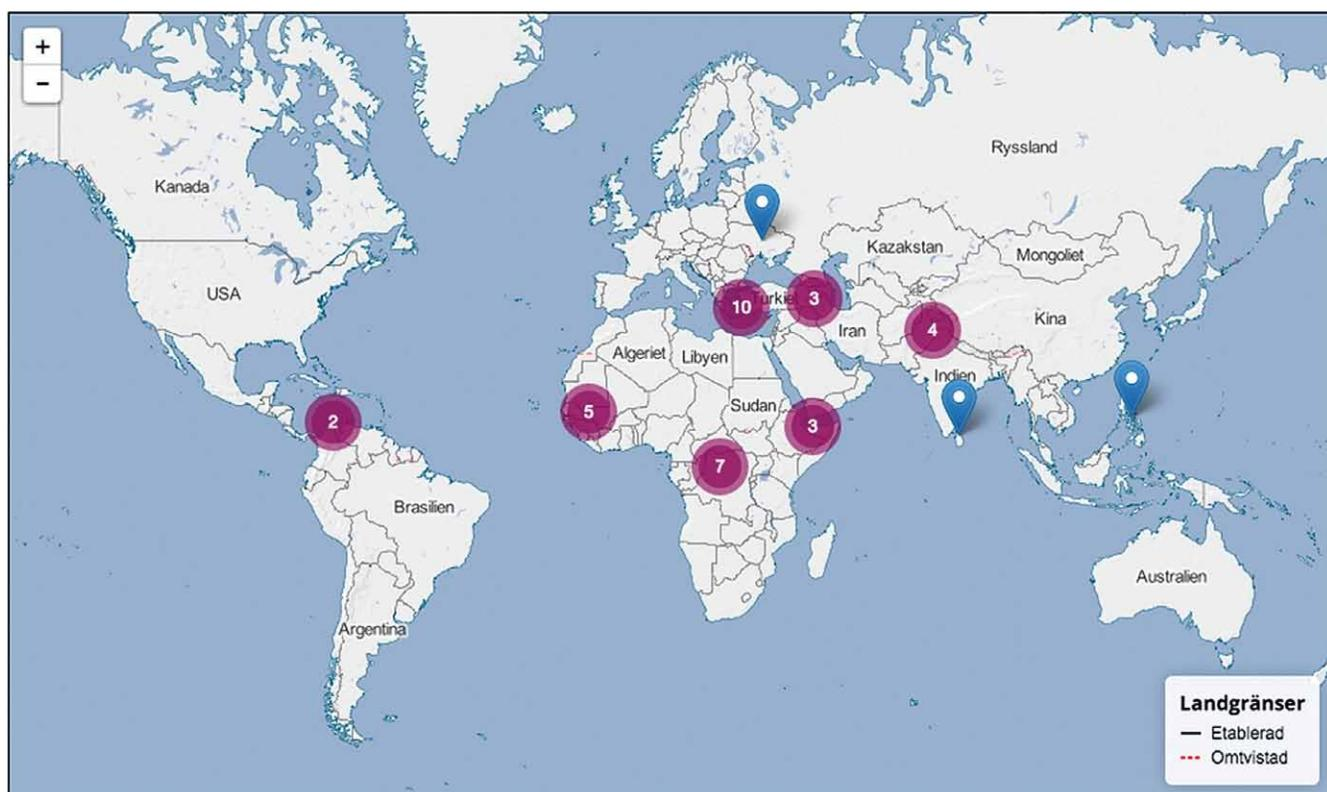 +
−
Kanada
Ryssland
USA
Kazakstan
Mongoliet
10
Turkie
3
4
Iran
Kina
Algeriet
Libyen
Indien
2
5
Sudan
3
7
Brasilien
Australien
Argentina
Landgränser
Etablerad
Omtvistad